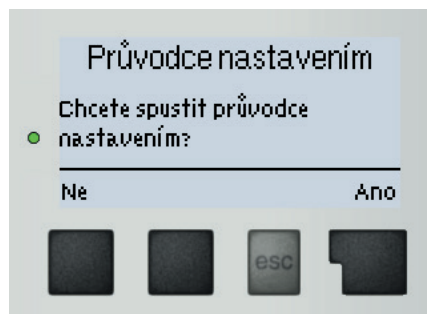 Průvodce nastavením
Chcete spustit průvodce
nastavením?
Ne Ano
esc